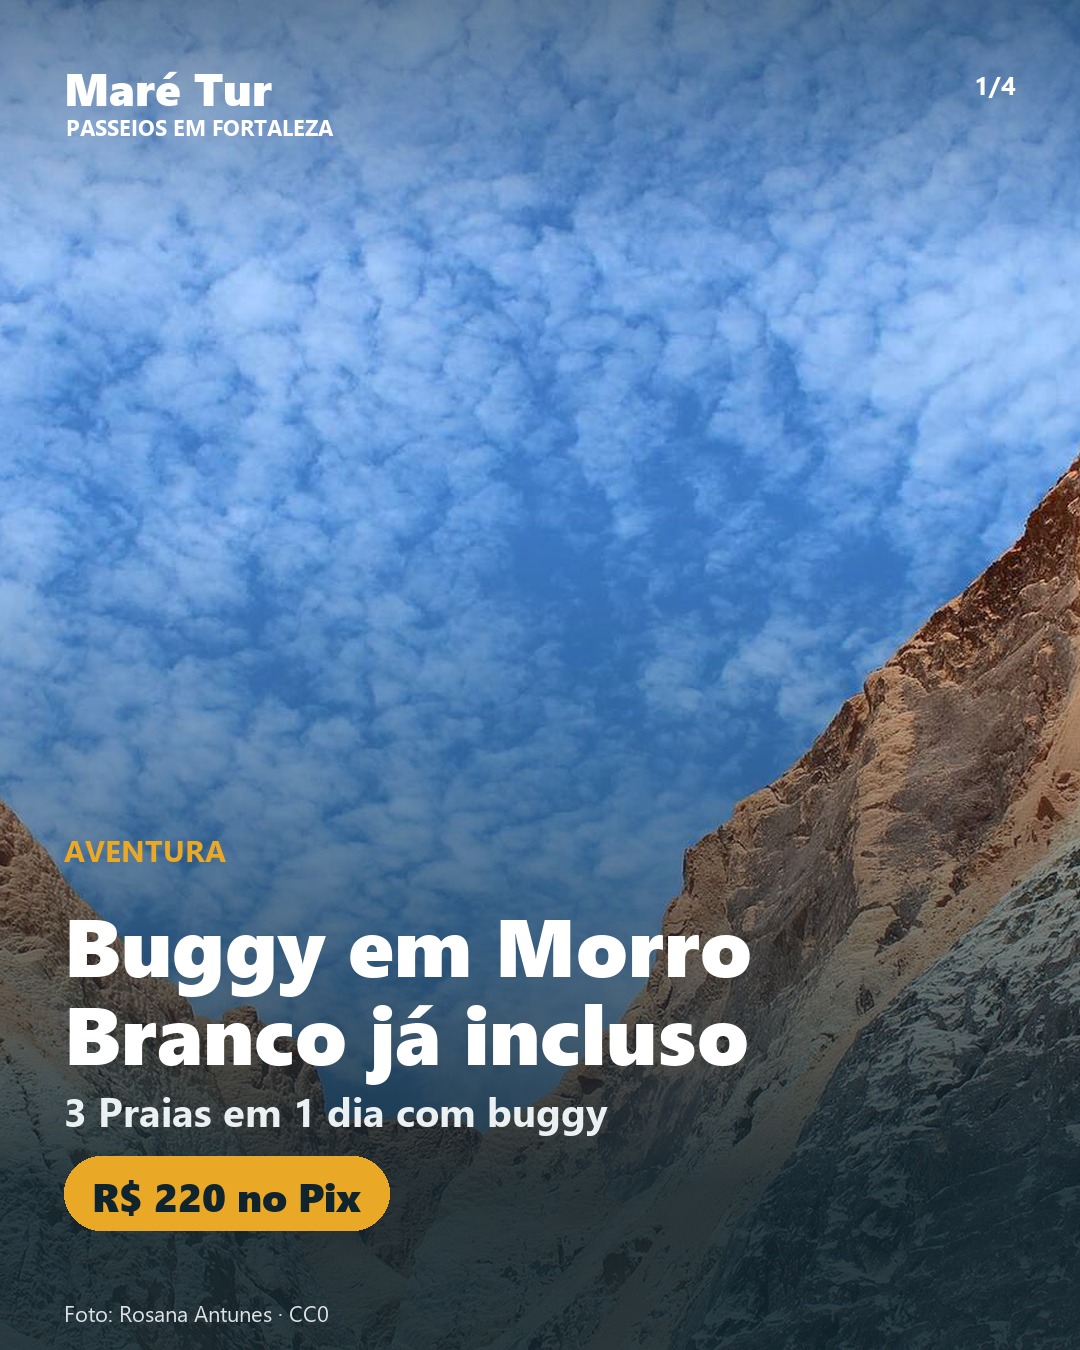 Maré Tur
PASSEIOS EM FORTALEZA
1/4
AVENTURA
Buggy em Morro
Branco já incluso
3 Praias em 1 dia com buggy
R$ 220 no Pix
Foto: Rosana Antunes · CC0